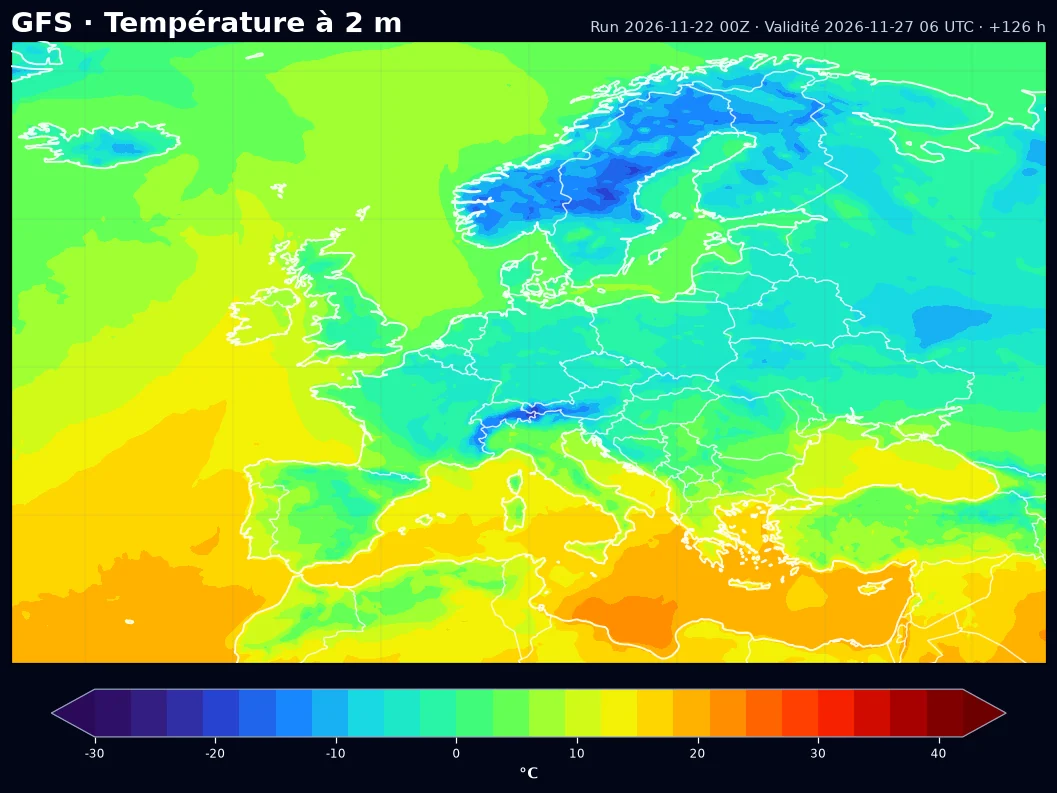 GFS · Température à 2 m
Run 2026-11-22 00Z · Validité 2026-11-27 06 UTC · +126 h
-30 -20 -10 0 10 20 30 40
°C